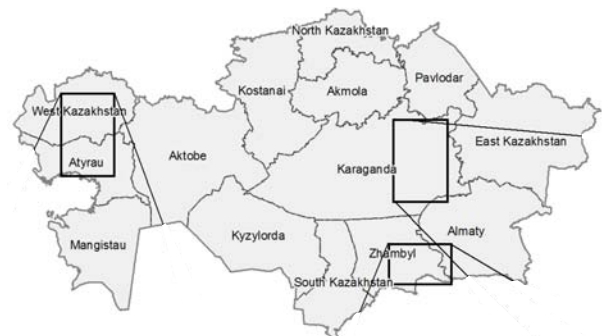 North Kazakhstan
Kostanai
Akmola
Pavlodar
West Kazakhstan
Aktobe
East Kazakhstan
Atyrau
Karaganda
Mangistau
Kyzylorda
Zhambyl
Almaty
South Kazakhstan